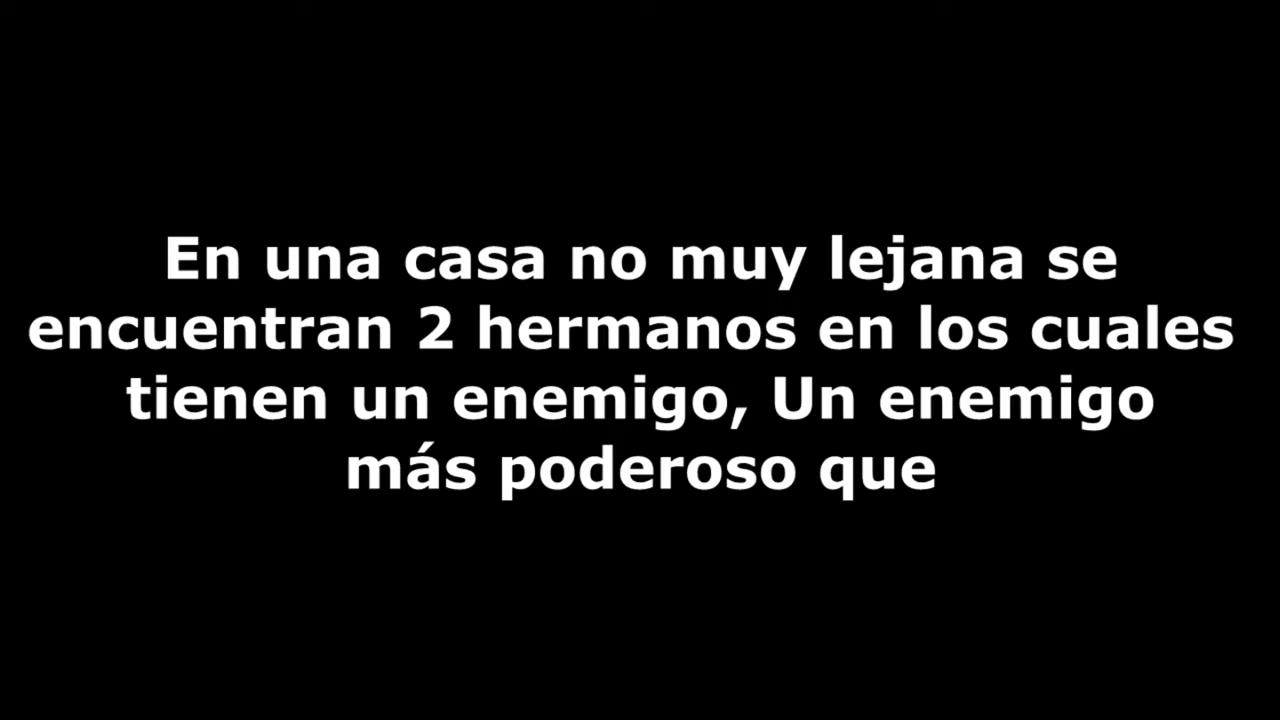 En una casa no muy lejana se
encuentran 2 hermanos en los cuales
tienen un enemigo, Un enemigo
más poderoso que